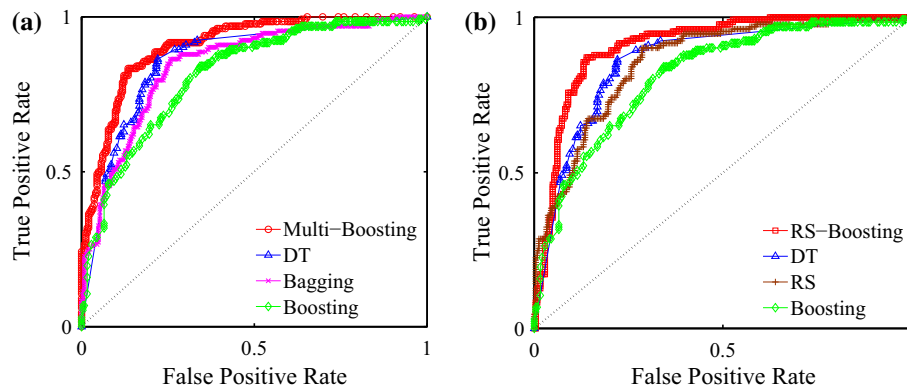 (a)
True Positive Rate
1
0.5
0
0
0.5
1
False Positive Rate
Multi−Boosting
DT
Bagging
Boosting
(b)
True Positive Rate
1
0.5
0
0
0.5
False Positive Rate
RS−Boosting
DT
RS
Boosting